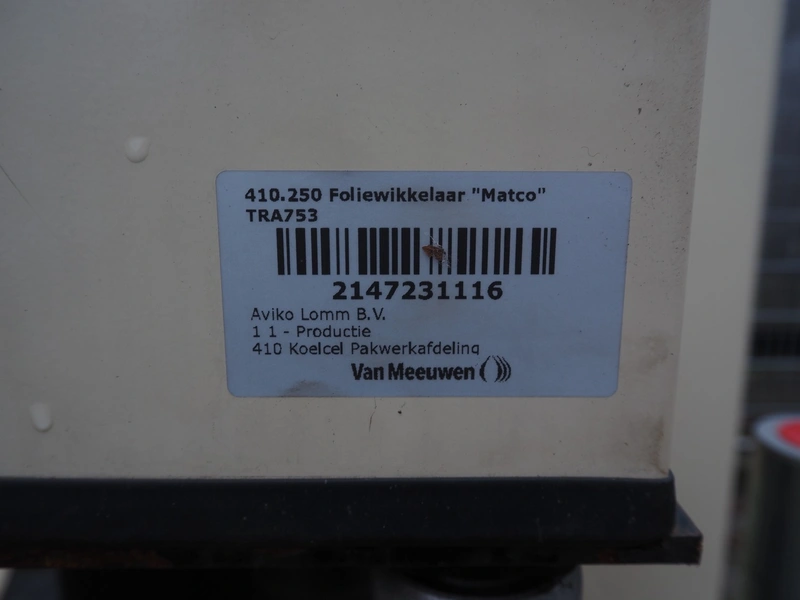 410.250 Foliewikkelaar "Matco"
TRA753
2147231116
Aviko Lomm B.V.
1 1 - Productie
410 Koelcel Pakwerkafdeling
Van Meeuwen